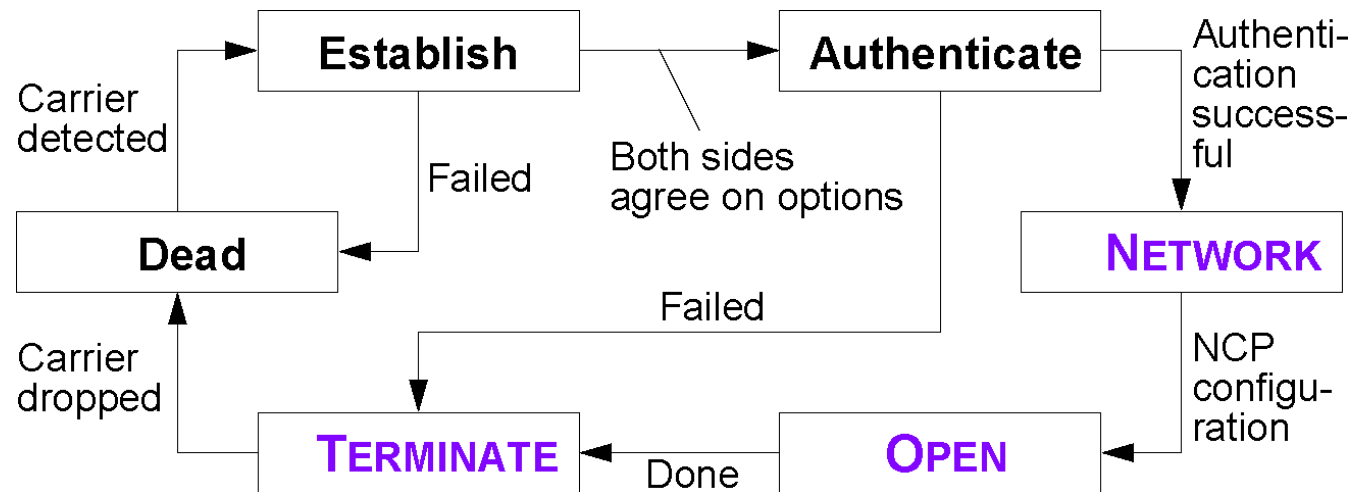 Establish
Authenticate
Authenti-
cation
success-
ful
Carrier
detected
Failed
Both sides
agree on options
Dead
NETWORK
Failed
Carrier
dropped
NCP
configu-
ration
TERMINATE
Done
OPEN